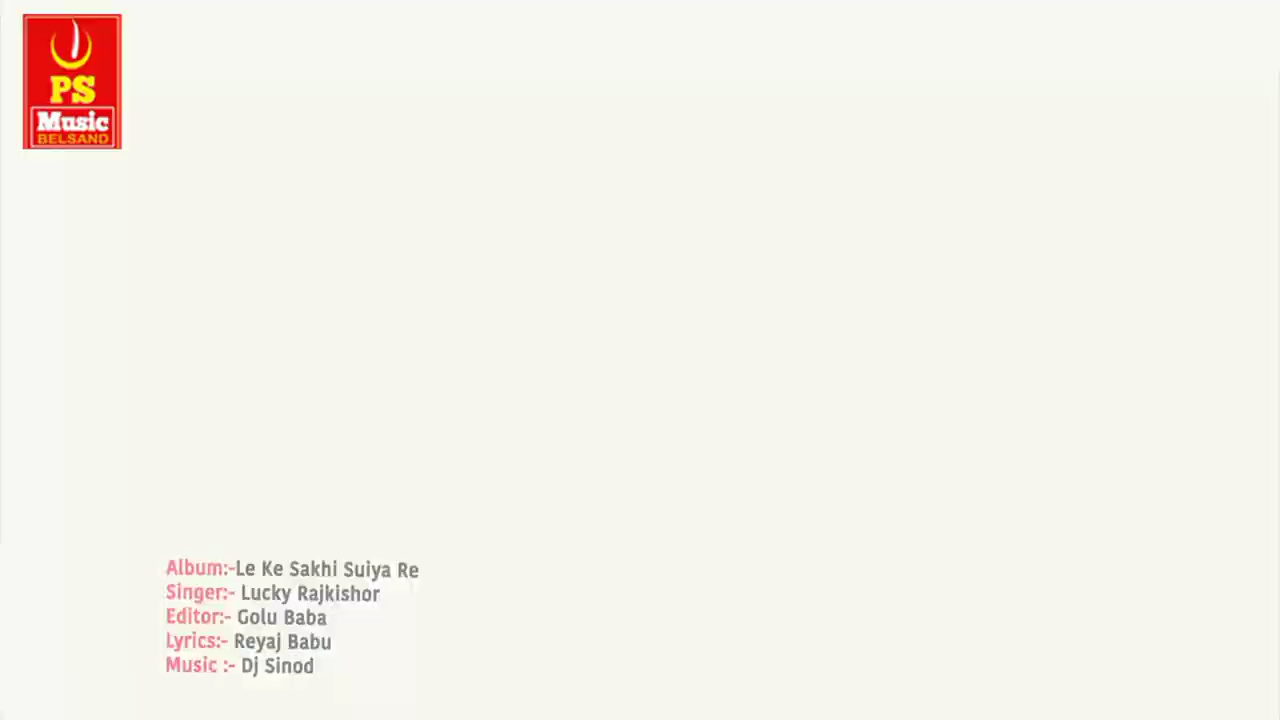 PS
Music
BELSAND
Album:-Le Ke Sakhi Suiya Re
Singer:- Lucky Rajkishor
Editor:- Golu Baba
Lyrics:- Reyaj Babu
Music :- Dj Sinod